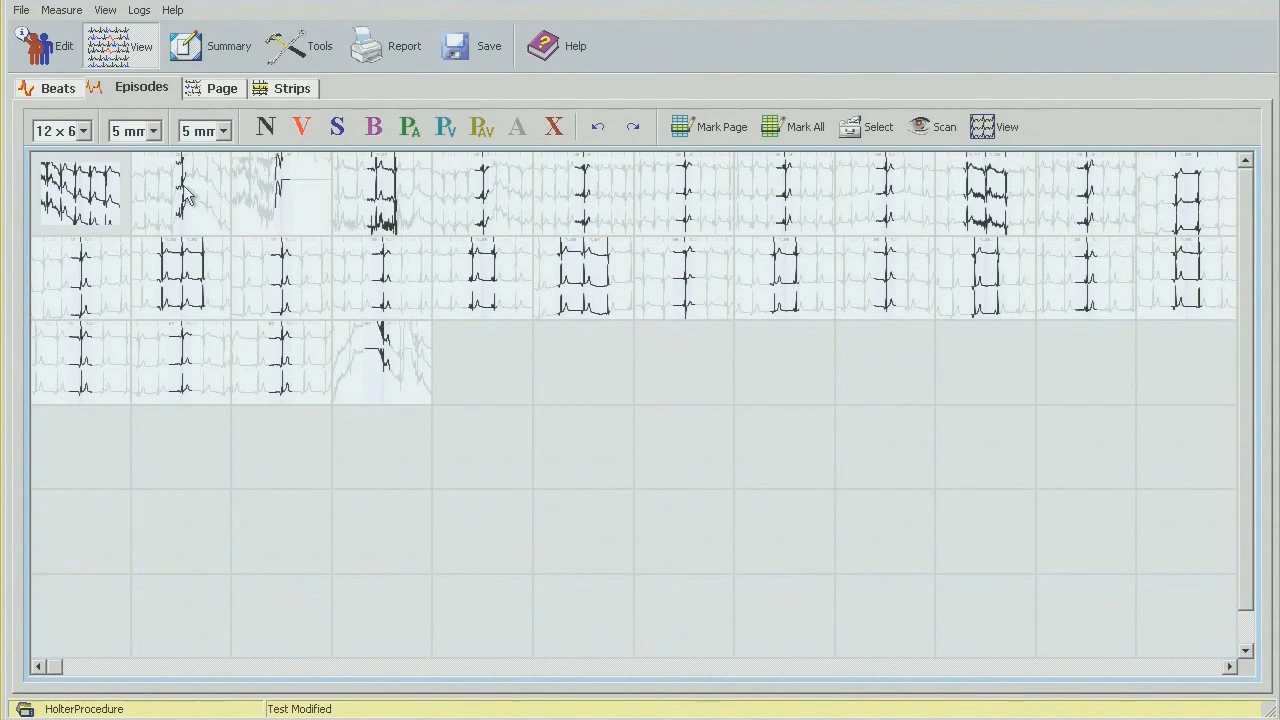 File Measure View Logs Help
Edit View Summary Tools Report Save Help
Beats Episodes Page Strips
12 x 6 5 mm 5 mm N V S B PA PV PAV A X Mark Page Mark All Select Scan View
HolterProcedure Test Modified